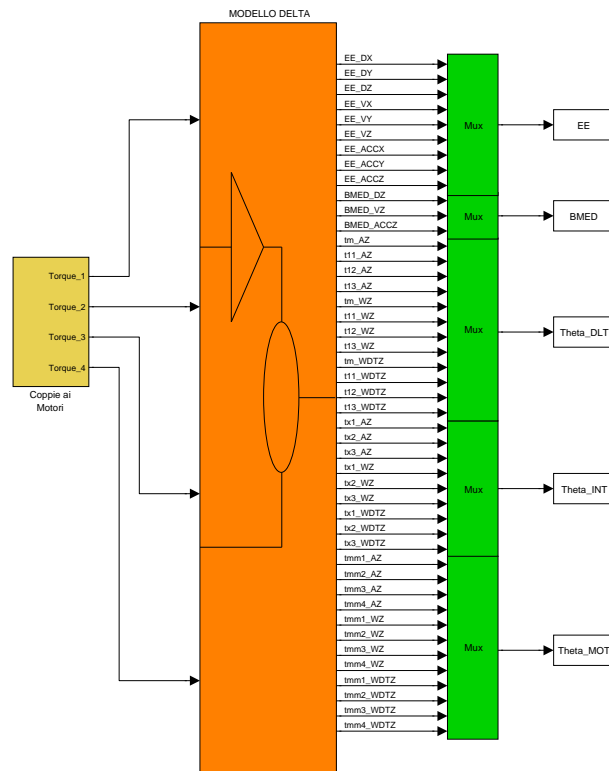 MODELLO DELTA
Torque_1
Torque_2
Torque_3
Torque_4
Coppie ai
Motori
EE_DX
EE_DY
EE_DZ
EE_VX
EE_VY
EE_VZ
EE_ACCX
EE_ACCY
EE_ACCZ
BMED_DZ
BMED_VZ
BMED_ACCZ
tm_AZ
t11_AZ
t12_AZ
t13_AZ
tm_WZ
t11_WZ
t12_WZ
t13_WZ
tm_WDTZ
t11_WDTZ
t12_WDTZ
t13_WDTZ
tx1_AZ
tx2_AZ
tx3_AZ
tx1_WZ
tx2_WZ
tx3_WZ
tx1_WDTZ
tx2_WDTZ
tx3_WDTZ
tmm1_AZ
tmm2_AZ
tmm3_AZ
tmm4_AZ
tmm1_WZ
tmm2_WZ
tmm3_WZ
tmm4_WZ
tmm1_WDTZ
tmm2_WDTZ
tmm3_WDTZ
tmm4_WDTZ
Mux
Mux
Mux
Mux
Mux
EE
BMED
Theta_DLT
Theta_INT
Theta_MOT